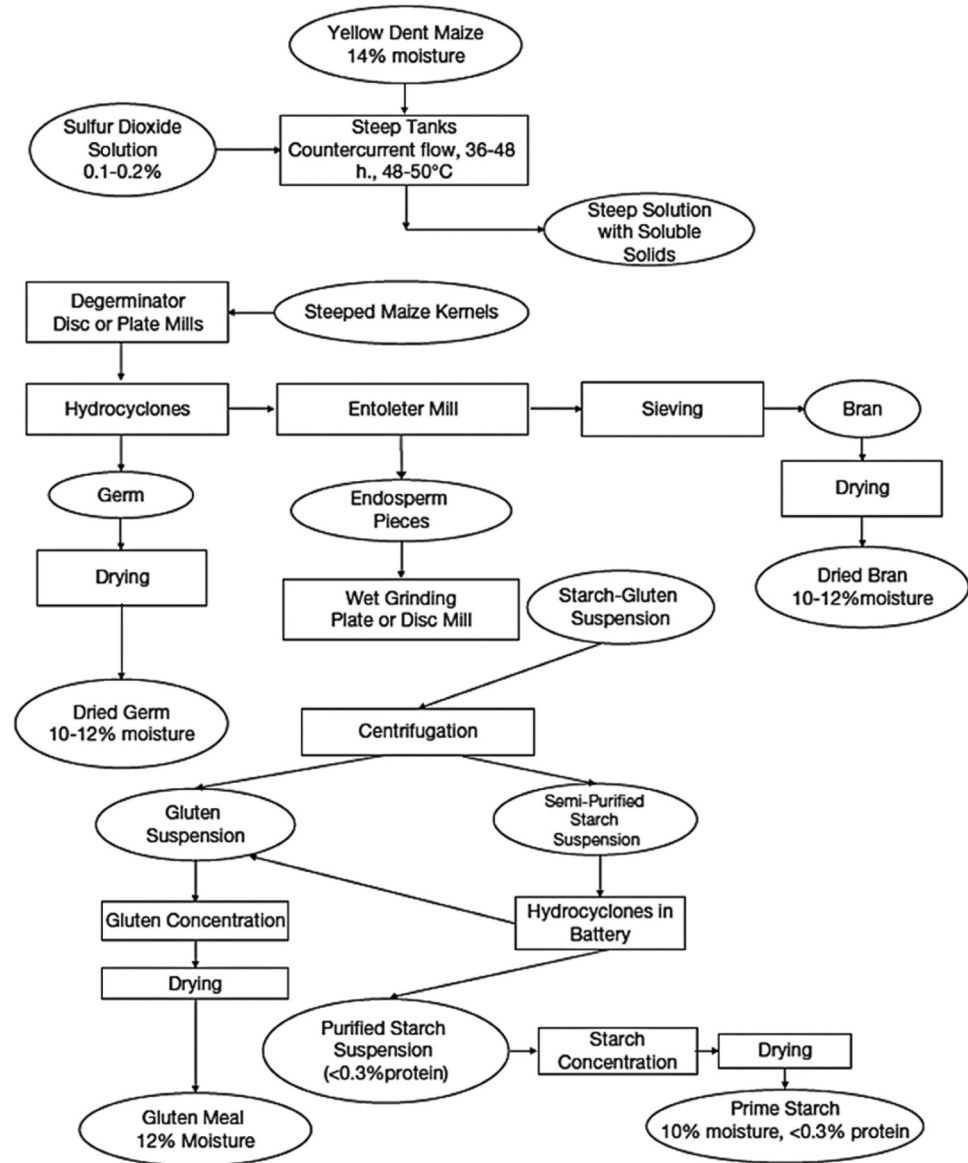 Yellow Dent Maize
14% moisture
Sulfur Dioxide
Solution
0.1-0.2%
Steep Tanks
Countercurrent flow, 36-48
h., 48-50°C
Steep Solution
with Soluble
Solids
Degerminator
Disc or Plate Mills
Steeped Maize Kernels
Hydrocyclones
Entoleter Mill
Sieving
Bran
Germ
Endosperm
Pieces
Drying
Drying
Wet Grinding
Plate or Disc Mill
Starch-Gluten
Suspension
Dried Bran
10-12%moisture
Dried Germ
10-12% moisture
Centrifugation
Gluten
Suspension
Semi-Purified
Starch
Suspension
Gluten Concentration
Hydrocyclones in
Battery
Drying
Purified Starch
Suspension
(<0.3%protein)
Starch
Concentration
Drying
Gluten Meal
12% Moisture
Prime Starch
10% moisture, <0.3% protein